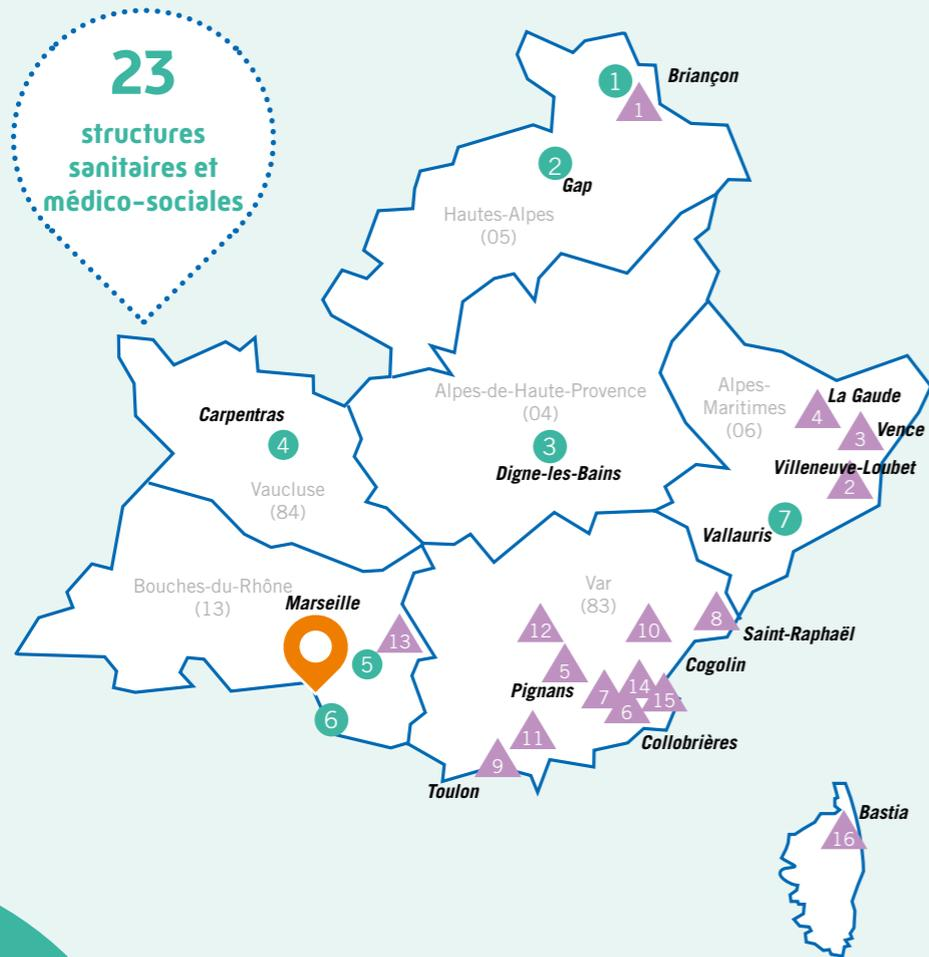 23
structures
sanitaires et
médico-sociales
1
Briançon
1
2
Gap
Hautes-Alpes
(05)
Alpes-de-Haute-Provence
(04)
3
Digne-les-Bains
Alpes-
Maritimes
(06)
La Gaude
4
Vence
3
Villeneuve-Loubet
2
7
Vallauris
Carpentras
4
Vaucluse
(84)
Bouches-du-Rhône
(13)
Marseille
13
5
6
Var
(83)
12
10
8
Saint-Raphaël
5
Pignans
Cogolin
7
14
15
6
Collobrières
11
9
Toulon
Bastia
16